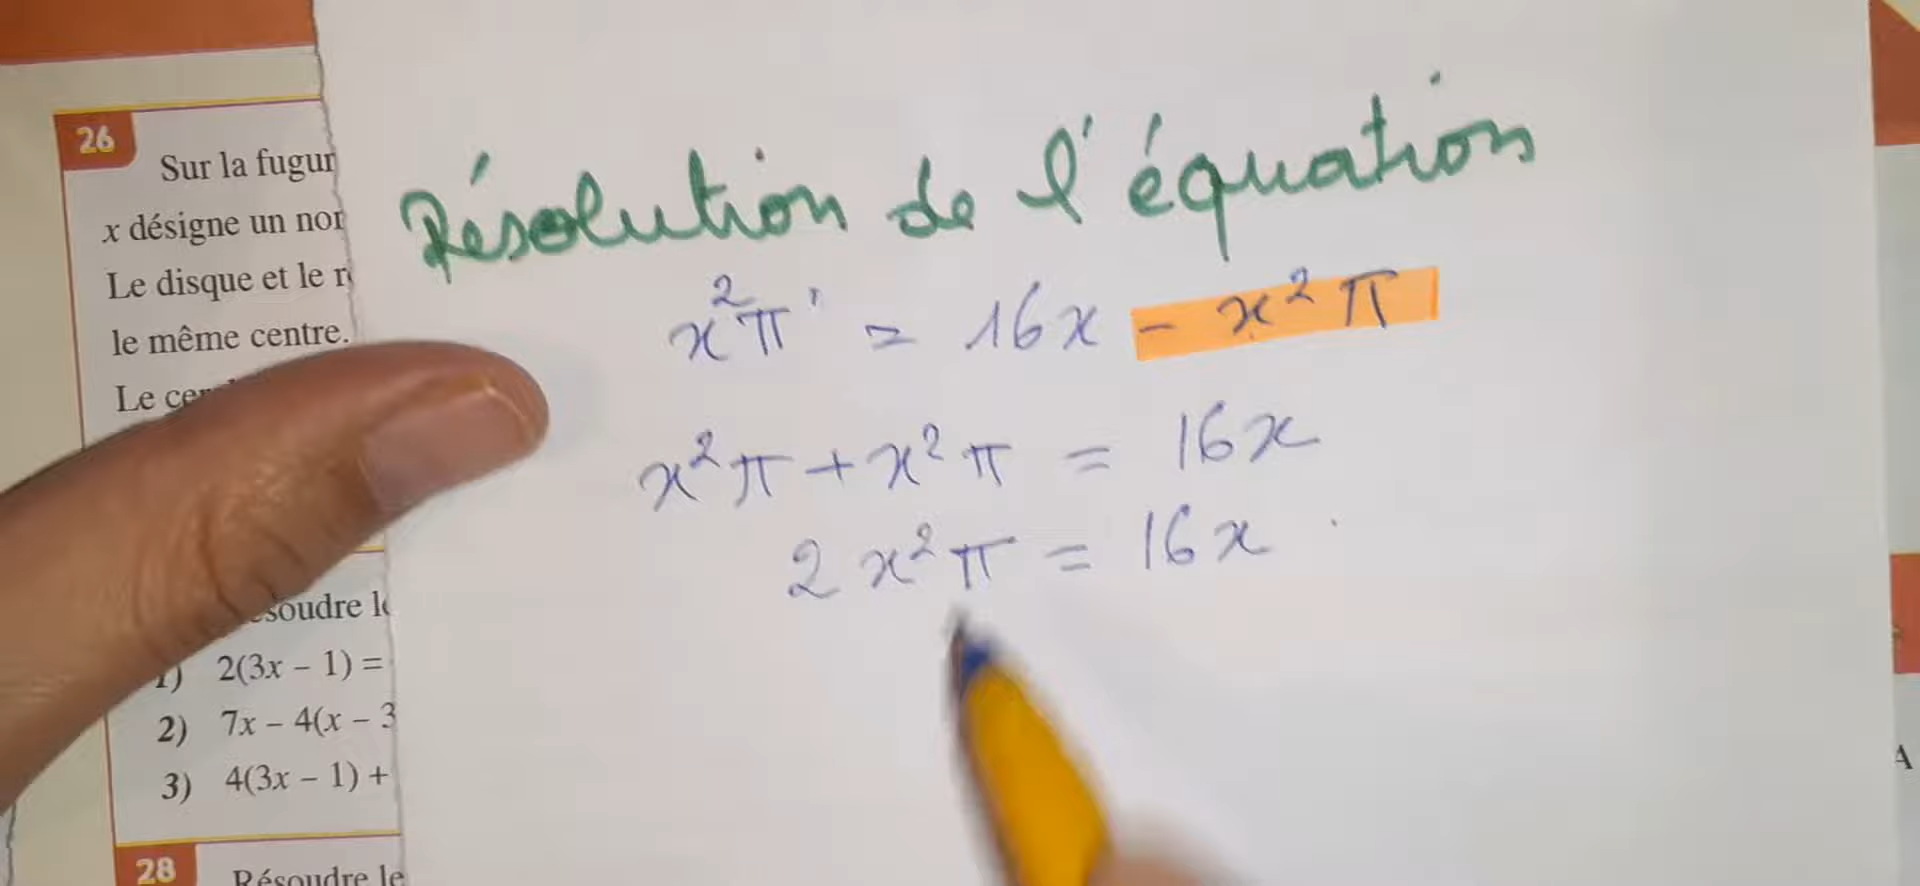 26
Sur la fugur
x désigne un nor
Le disque et le r
le même centre.
Le cer
Résolution de l'équation
x²π = 16x - x²π
x²π + x²π = 16x
2x²π = 16x
soudre le
1) 2(3x – 1) =
2) 7x – 4(x – 3
3) 4(3x – 1) +
28
Résoudre le
A